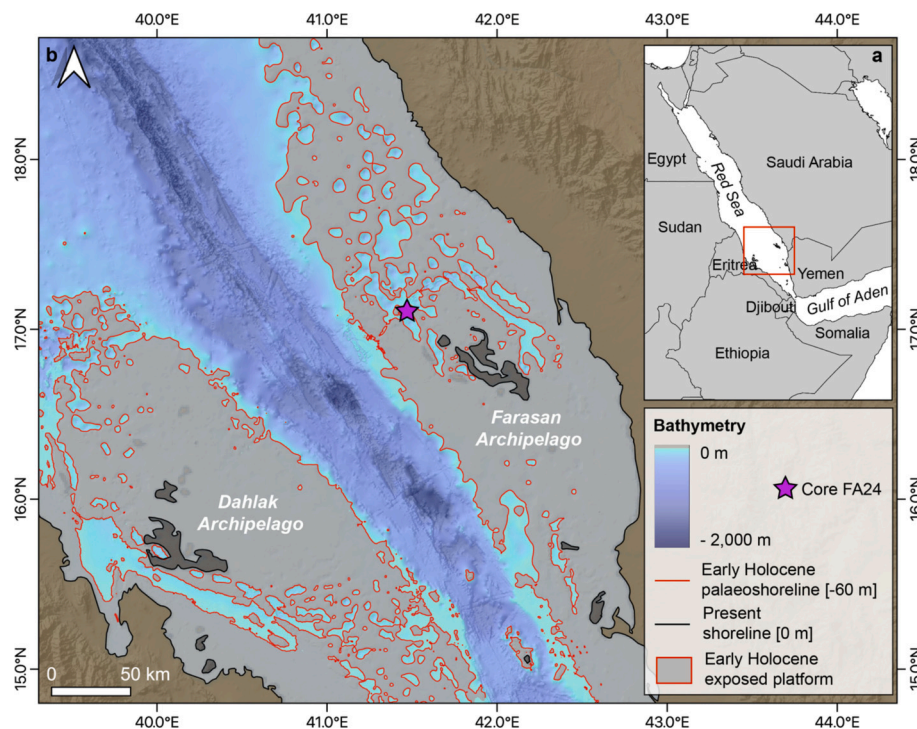 40.0°E 41.0°E 42.0°E 43.0°E 44.0°E
b
18.0°N
17.0°N
16.0°N
15.0°N
Farasan
Archipelago
Dahlak
Archipelago
0 50 km
a
Egypt
Saudi Arabia
Red Sea
Sudan
Eritrea
Yemen
Djibouti
Gulf of Aden
Somalia
Ethiopia
18.0°N
17.0°N
16.0°N
15.0°N
Bathymetry
0 m
- 2,000 m
Core FA24
Early Holocene
palaeoshoreline [-60 m]
Present
shoreline [0 m]
Early Holocene
exposed platform
40.0°E 41.0°E 42.0°E 43.0°E 44.0°E